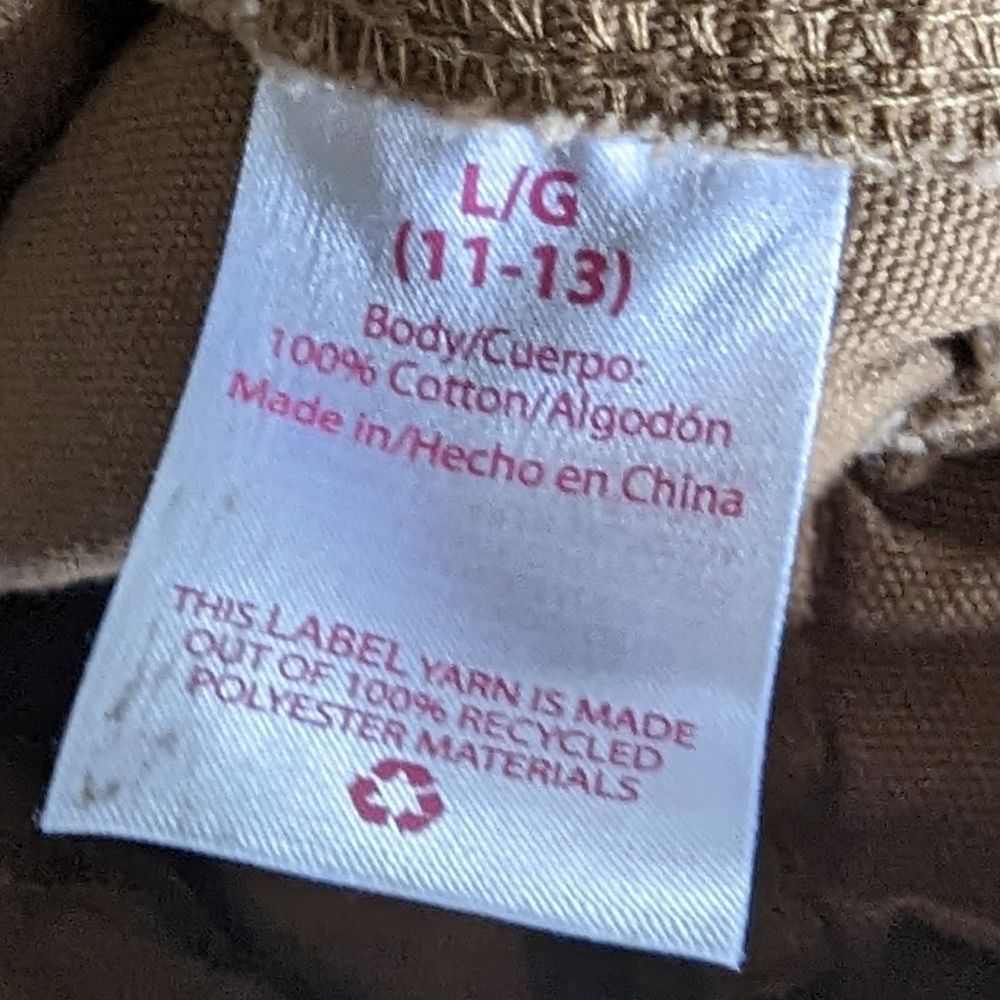 L/G
(11-13)
Body/Cuerpo:
100% Cotton/Algodón
Made in/Hecho en China
THIS LABEL YARN IS MADE
OUT OF 100% RECYCLED
POLYESTER MATERIALS